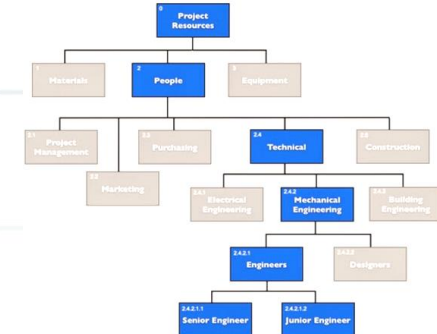 0
Project
Resources
1
Materials
2
People
3
Equipment
2.1
Project
Management
2.2
Marketing
2.3
Purchasing
2.4
Technical
2.5
Construction
2.4.1
Electrical
Engineering
2.4.2
Mechanical
Engineering
2.4.3
Building
Engineering
2.4.2.1
Engineers
2.4.2.2
Designers
2.4.2.1.1
Senior Engineer
2.4.2.1.2
Junior Engineer